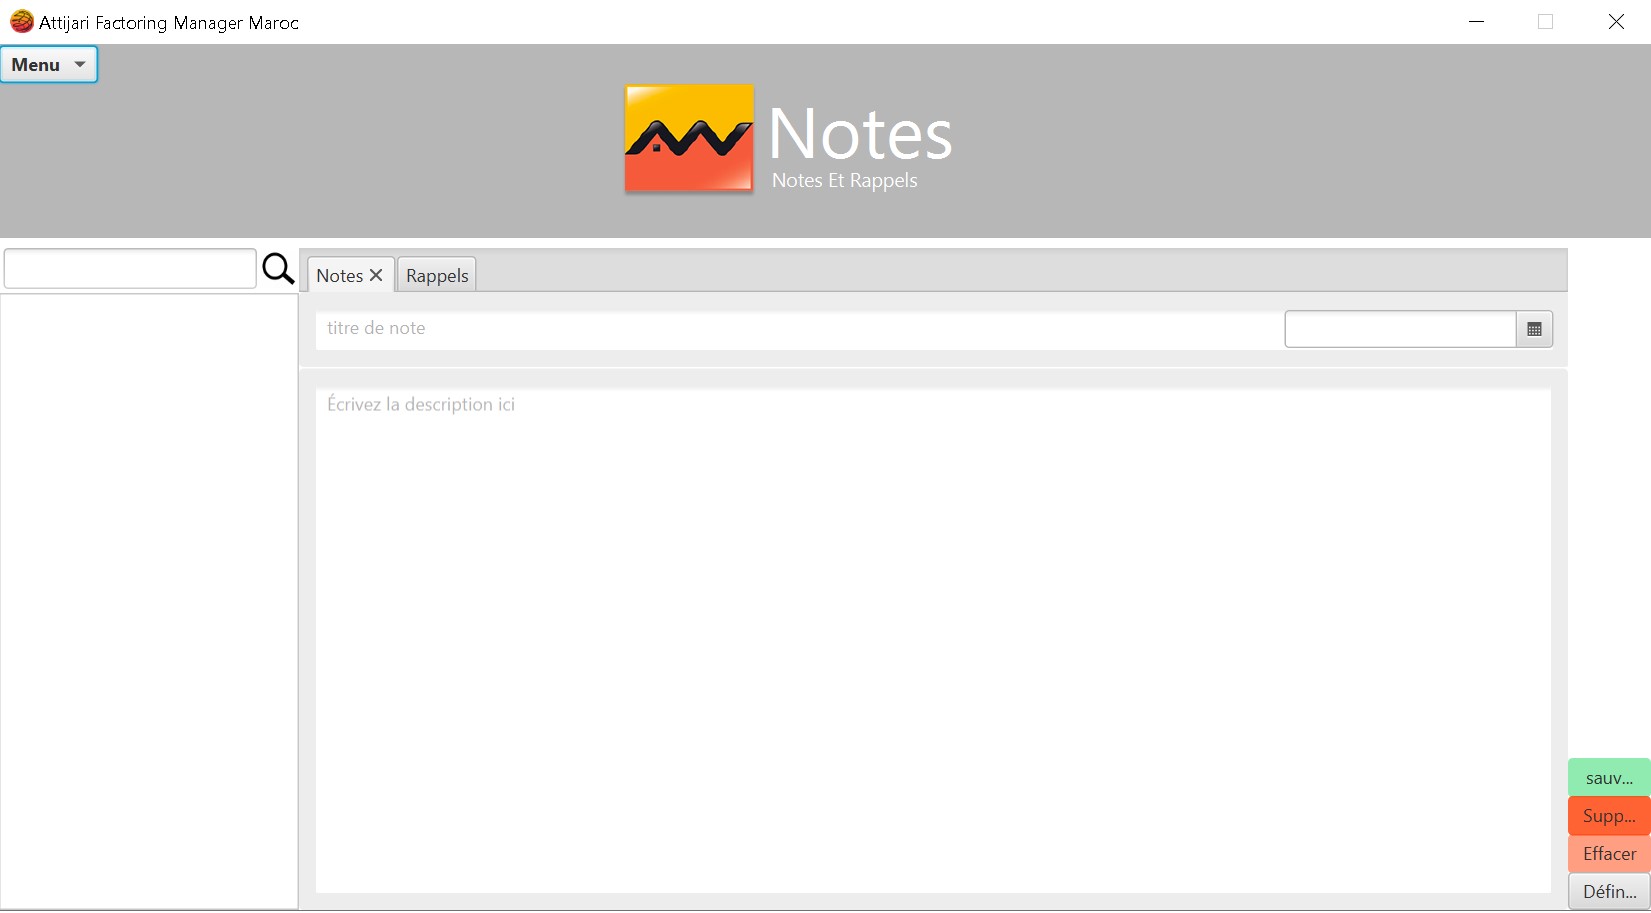 Attijari Factoring Manager Maroc
Menu
Notes
Notes Et Rappels
Notes
Rappels
titre de note
Écrivez la description ici
sauv...
Supp...
Effacer
Défin...